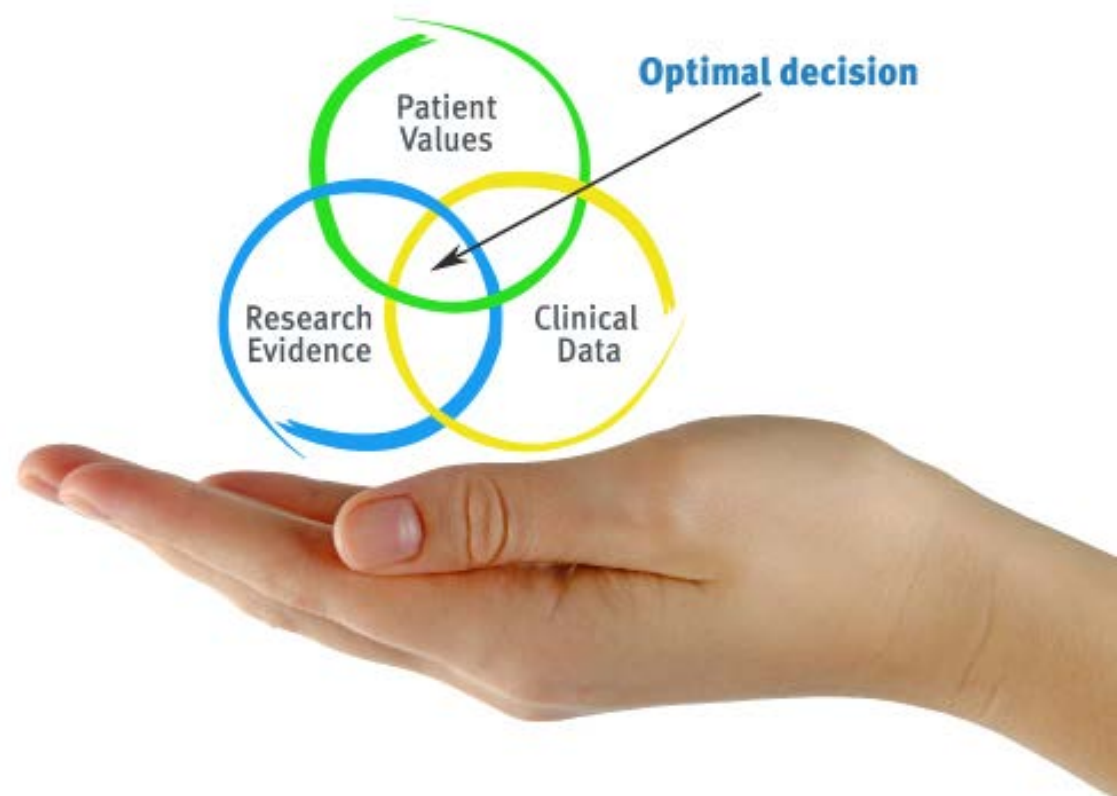 Optimal decision
Patient
Values
Research
Evidence
Clinical
Data